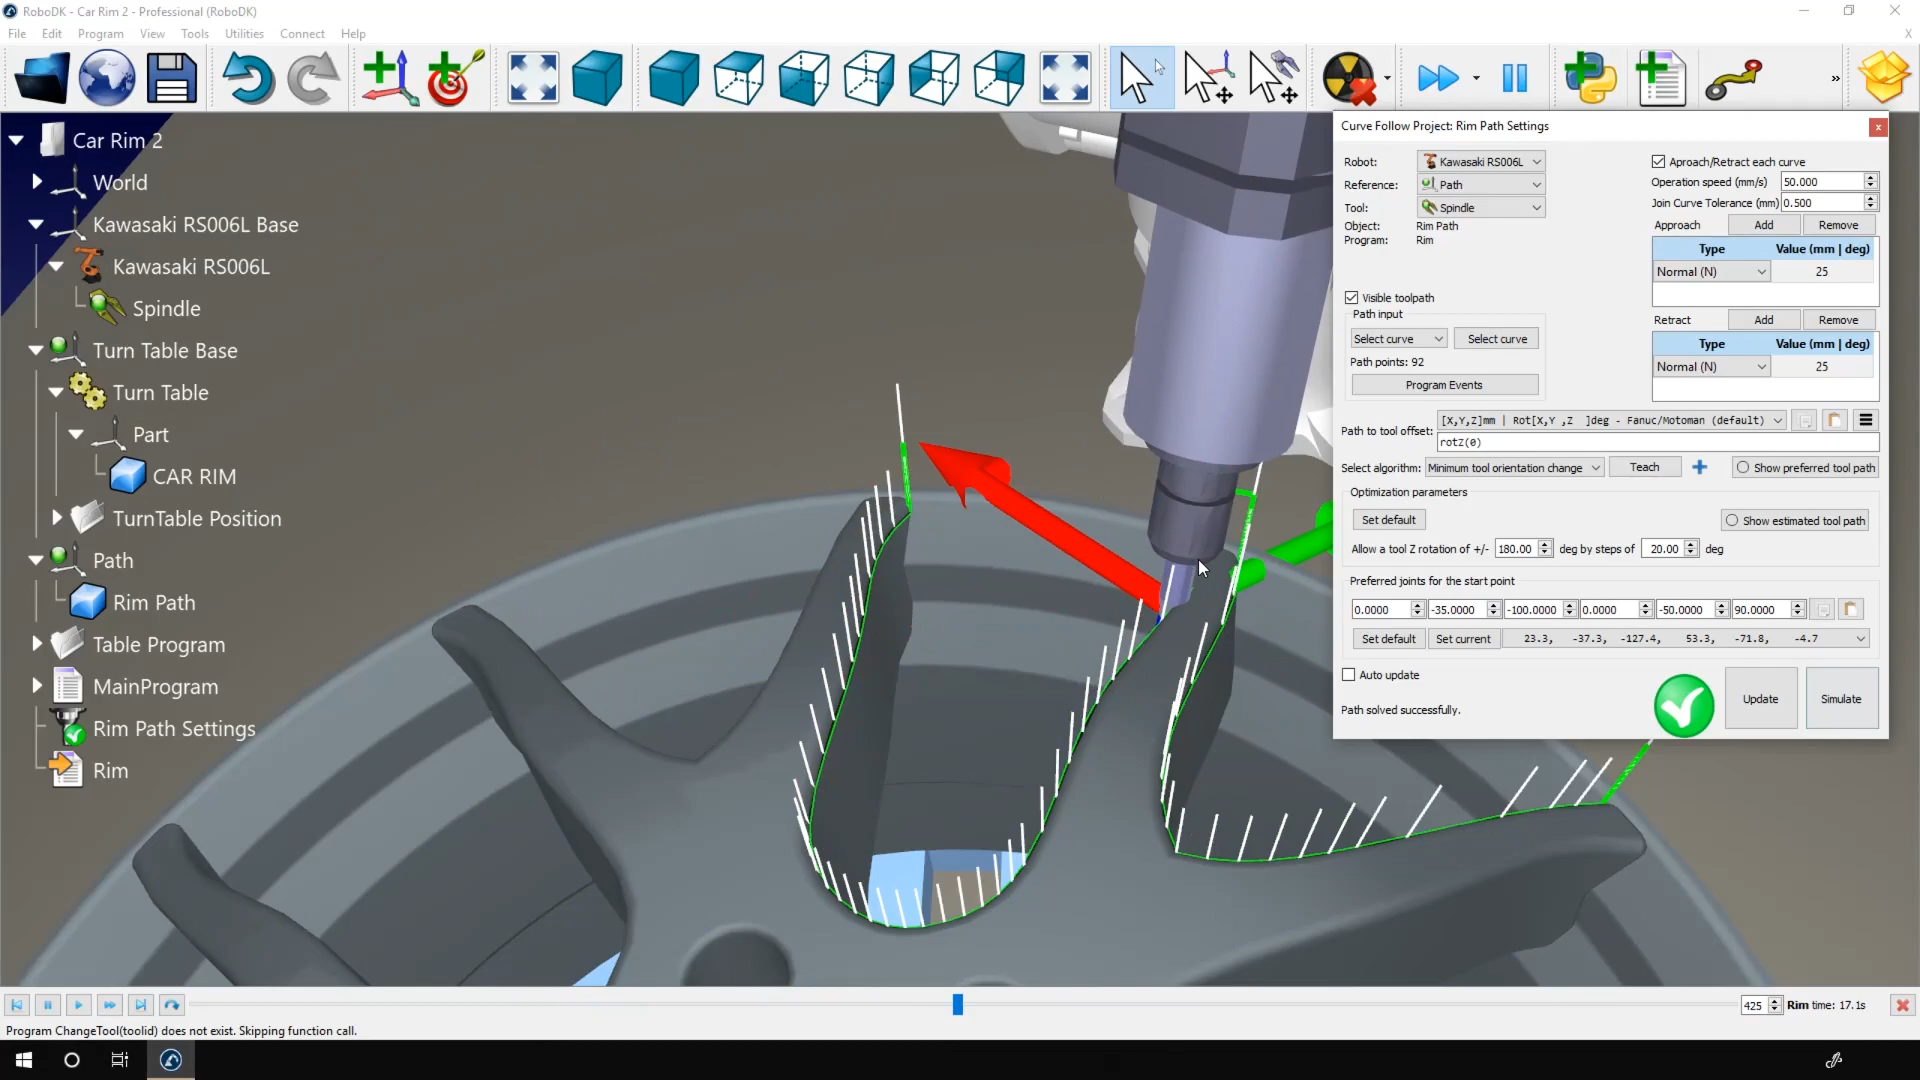 RoboDK - Car Rim 2 - Professional (RoboDK)
File Edit Program View Tools Utilities Connect Help
Car Rim 2
World
Kawasaki RS006L Base
Kawasaki RS006L
Spindle
Turn Table Base
Turn Table
Part
CAR RIM
TurnTable Position
Path
Rim Path
Table Program
MainProgram
Rim Path Settings
Rim
Curve Follow Project: Rim Path Settings
Robot: Kawasaki RS006L
Reference: Path
Tool: Spindle
Object: Rim Path
Program: Rim
Aproach/Retract each curve
Operation speed (mm/s) 50.000
Join Curve Tolerance (mm) 0.500
Approach Add Remove
Type Value (mm | deg)
Normal (N) 25
Retract Add Remove
Type Value (mm | deg)
Normal (N) 25
Visible toolpath
Path input
Select curve Select curve
Path points: 92
Program Events
Path to tool offset: [X,Y,Z]mm | Rot[X,Y ,Z ]deg - Fanuc/Motoman (default)
rotz(0)
Select algorithm: Minimum tool orientation change Teach Show preferred tool path
Optimization parameters
Set default Show estimated tool path
Allow a tool Z rotation of +/- 180.00 deg by steps of 20.00 deg
Preferred joints for the start point
0.0000 -35.0000 -100.0000 0.0000 -50.0000 90.0000
Set default Set current 23.3, -37.3, -127.4, 53.3, -71.8, -4.7
Auto update
Path solved successfully.
Update Simulate
425 Rim time: 17.1s
Program ChangeTool(toolid) does not exist. Skipping function call.